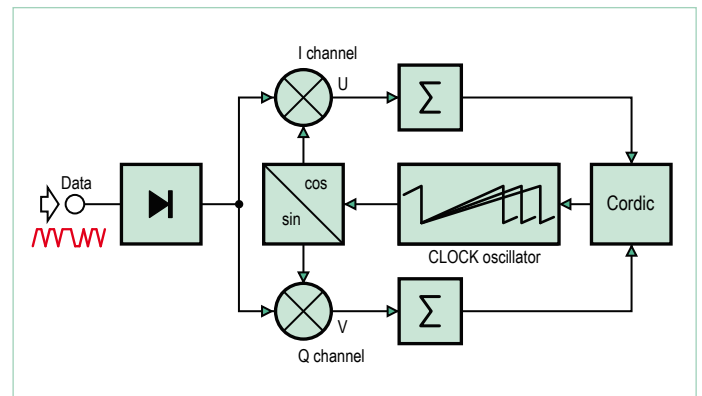 I channel
U
Σ
Data
cos
sin
CLOCK oscillator
Cordic
V
Σ
Q channel